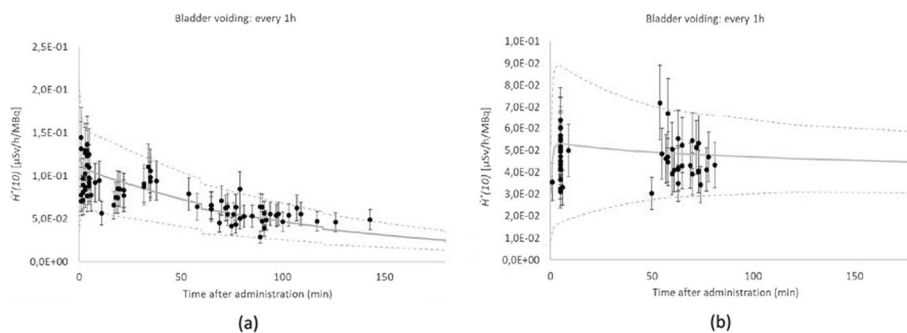 Bladder voiding: every 1h
2,5E-01
2,0E-01
1,5E-01
1,0E-01
5,0E-02
0,0E+00
Ḣ*(10) [µSv/h/MBq]
0
50
100
150
Time after administration (min)
(a)
Bladder voiding: every 1h
1,0E-01
9,0E-02
8,0E-02
7,0E-02
6,0E-02
5,0E-02
4,0E-02
3,0E-02
2,0E-02
1,0E-02
0,0E+00
Ḣ*(10) [µSv/h/MBq]
0
50
100
150
Time after administration (min)
(b)